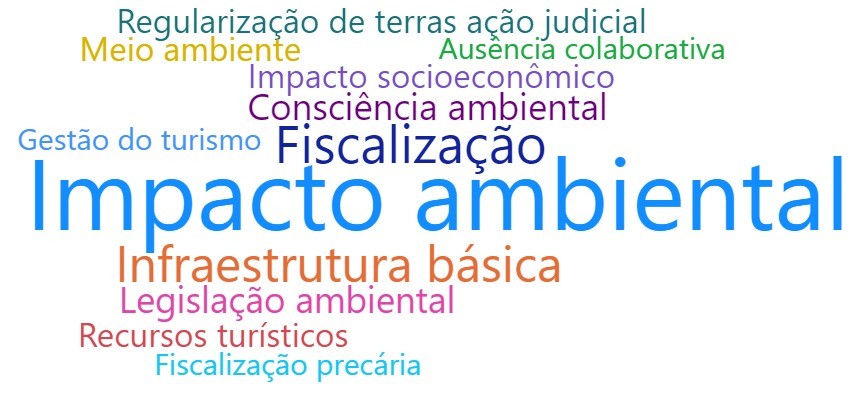 Regularização de terras ação judicial
Meio ambiente
Ausência colaborativa
Impacto socioeconômico
Consciência ambiental
Gestão do turismo
Fiscalização
Impacto ambiental
Infraestrutura básica
Legislação ambiental
Recursos turísticos
Fiscalização precária